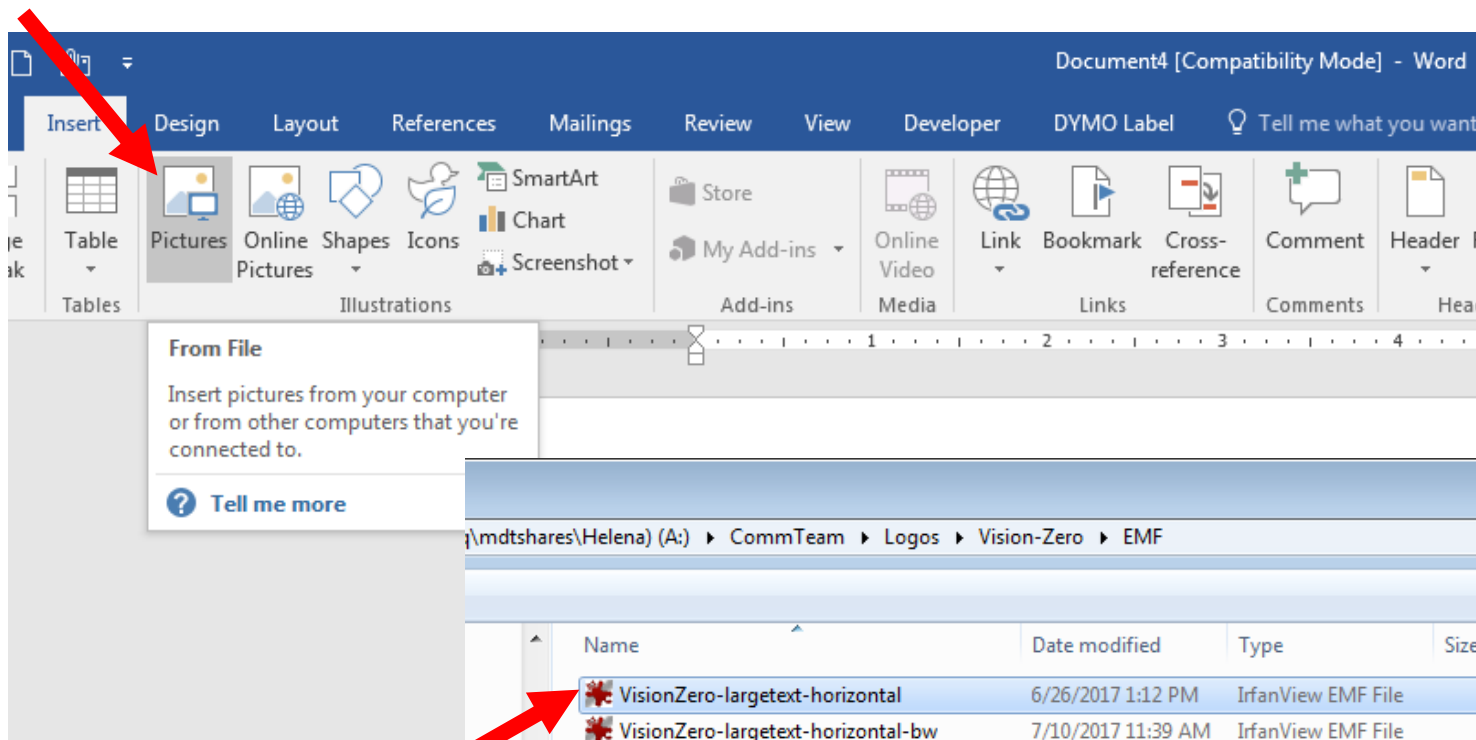 Document4 [Compatibility Mode] - Word
Insert Design Layout References Mailings Review View Developer DYMO Label Tell me what you want
Table Pictures Online Pictures Shapes Icons SmartArt Chart Screenshot Store My Add-ins Online Video Link Bookmark Cross-reference Comment Header
Tables Illustrations Add-ins Media Links Comments
1 2 3 4
From File
Insert pictures from your computer
or from other computers that you're
connected to.
? Tell me more
\mdtshares\Helena) (A:) CommTeam Logos Vision-Zero EMF
Name Date modified Type Size
VisionZero-largetext-horizontal 6/26/2017 1:12 PM IrfanView EMF File
VisionZero-largetext-horizontal-bw 7/10/2017 11:39 AM IrfanView EMF File